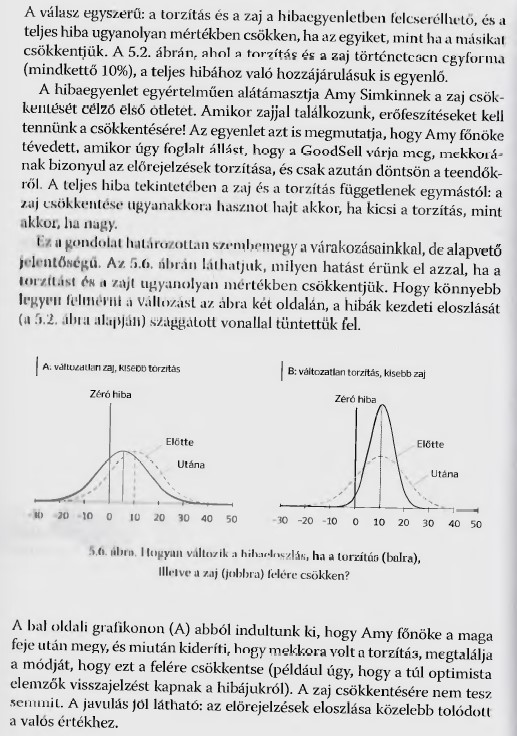 A válasz egyszerű: a torzítás és a zaj a hibaegyenletben felcserélhető, és a
teljes hiba ugyanolyan mértékben csökken, ha az egyiket, mint ha a másikat
csökkentjük. A 5.2. ábrán, ahol a torzítás és a zaj történetesen egyforma
(mindkettő 10%), a teljes hibához való hozzájárulásuk is egyenlő.
A hibaegyenlet egyértelműen alátámasztja Amy Simkinnek a zaj csök-
kentését célzó első ötletét. Amikor zajjal találkozunk, erőfeszítéseket kell
tennünk a csökkentésére! Az egyenlet azt is megmutatja, hogy Amy főnöke
tévedett, amikor úgy foglalt állást, hogy a GoodSell várja meg, mekkorá-
nak bizonyul az előrejelzések torzítása, és csak azután döntsön a teendők-
ről. A teljes hiba tekintetében a zaj és a torzítás függetlenek egymástól: a
zaj csökkentése ugyanakkora hasznot hajt akkor, ha kicsi a torzítás, mint
akkor, ha nagy.
Ez a gondolat határozottan szembemegy a várakozásainkkal, de alapvető
jelentőségű. Az 5.6. ábrán láthatjuk, milyen hatást érünk el azzal, ha a
torzítást és a zajt ugyanolyan mértékben csökkentjük. Hogy könnyebb
legyen felmérni a változást az ábra két oldalán, a hibák kezdeti eloszlását
(a 5.2. ábra alapján) szaggatott vonallal tüntettük fel.
A: változatlan zaj, kisebb torzítás
Zéró hiba
Előtte
Utána
-30 -20 -10 0 10 20 30 40 50
B: változatlan torzítás, kisebb zaj
Zéró hiba
Előtte
Utána
-30 -20 -10 0 10 20 30 40 50
5.6. ábra. Hogyan változik a hibaeloszlás, ha a torzítás (balra),
illetve a zaj (jobbra) felére csökken?
A bal oldali grafikonon (A) abból indultunk ki, hogy Amy főnöke a maga
feje után megy, és miután kideríti, hogy mekkora volt a torzítás, megtalálja
a módját, hogy ezt a felére csökkentse (például úgy, hogy a túl optimista
elemzők visszajelzést kapnak a hibájukról). A zaj csökkentésére nem tesz
semmit. A javulás jól látható: az előrejelzések eloszlása közelebb tolódott
a valós értékhez.